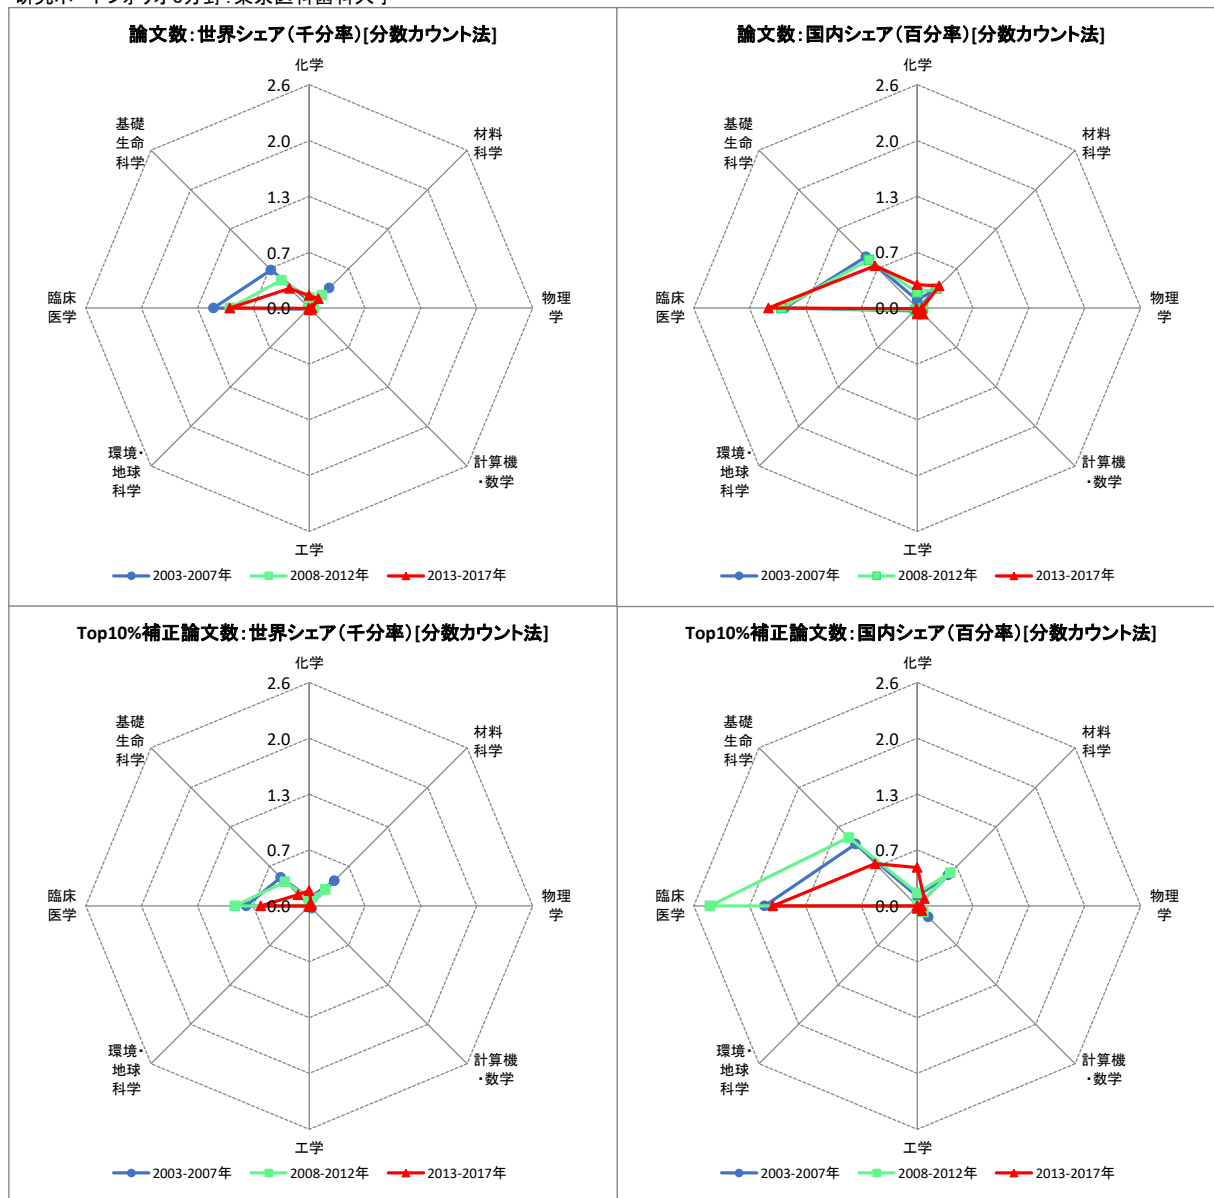 論文数:世界シェア(千分率)[分数カウント法]
化学
2.6
2.0
1.3
0.7
0.0
基礎
生命
科学
材料
科学
臨床
医学
物理
学
環境・
地球
科学
計算機
・数学
工学
2003-2007年
2008-2012年
2013-2017年
論文数:国内シェア(百分率)[分数カウント法]
化学
2.6
2.0
1.3
0.7
0.0
基礎
生命
科学
材料
科学
臨床
医学
物理
学
環境・
地球
科学
計算機
・数学
工学
2003-2007年
2008-2012年
2013-2017年
Top10%補正論文数:世界シェア(千分率)[分数カウント法]
化学
2.6
2.0
1.3
0.7
0.0
基礎
生命
科学
材料
科学
臨床
医学
物理
学
環境・
地球
科学
計算機
・数学
工学
2003-2007年
2008-2012年
2013-2017年
Top10%補正論文数:国内シェア(百分率)[分数カウント法]
化学
2.6
2.0
1.3
0.7
0.0
基礎
生命
科学
材料
科学
臨床
医学
物理
学
環境・
地球
科学
計算機
・数学
工学
2003-2007年
2008-2012年
2013-2017年